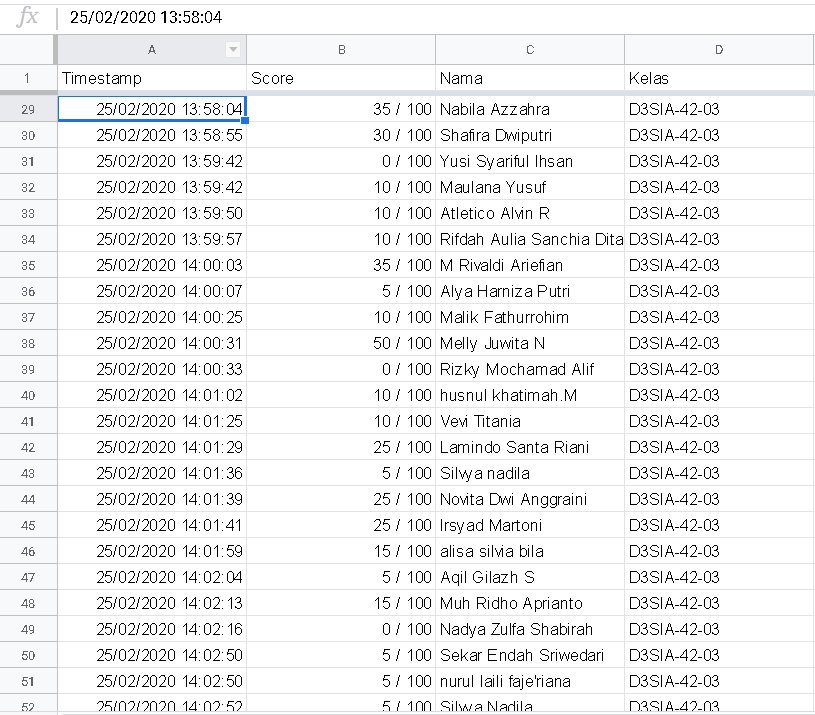 fx 25/02/2020 13:58:04
A B C D
1 Timestamp Score Nama Kelas
29 25/02/2020 13:58:04 35 / 100 Nabila Azzahra D3SIA-42-03
30 25/02/2020 13:58:55 30 / 100 Shafira Dwiputri D3SIA-42-03
31 25/02/2020 13:59:42 0 / 100 Yusi Syariful Ihsan D3SIA-42-03
32 25/02/2020 13:59:42 10 / 100 Maulana Yusuf D3SIA-42-03
33 25/02/2020 13:59:50 10 / 100 Atletico Alvin R D3SIA-42-03
34 25/02/2020 13:59:57 10 / 100 Rifdah Aulia Sanchia Dita D3SIA-42-03
35 25/02/2020 14:00:03 35 / 100 M Rivaldi Ariefian D3SIA-42-03
36 25/02/2020 14:00:07 5 / 100 Alya Harniza Putri D3SIA-42-03
37 25/02/2020 14:00:25 10 / 100 Malik Fathurrohim D3SIA-42-03
38 25/02/2020 14:00:31 50 / 100 Melly Juwita N D3SIA-42-03
39 25/02/2020 14:00:33 0 / 100 Rizky Mochamad Alif D3SIA-42-03
40 25/02/2020 14:01:02 10 / 100 husnul khatimah.M D3SIA-42-03
41 25/02/2020 14:01:25 10 / 100 Vevi Titania D3SIA-42-03
42 25/02/2020 14:01:29 25 / 100 Lamindo Santa Riani D3SIA-42-03
43 25/02/2020 14:01:36 5 / 100 Silvya nadila D3SIA-42-03
44 25/02/2020 14:01:39 25 / 100 Novita Dwi Anggraini D3SIA-42-03
45 25/02/2020 14:01:41 25 / 100 Irsyad Martoni D3SIA-42-03
46 25/02/2020 14:01:59 15 / 100 alisa silvia bila D3SIA-42-03
47 25/02/2020 14:02:04 5 / 100 Aqil Gilazh S D3SIA-42-03
48 25/02/2020 14:02:13 15 / 100 Muh Ridho Aprianto D3SIA-42-03
49 25/02/2020 14:02:16 0 / 100 Nadya Zulfa Shabirah D3SIA-42-03
50 25/02/2020 14:02:50 5 / 100 Sekar Endah Sriwedari D3SIA-42-03
51 25/02/2020 14:02:50 5 / 100 nurul laili faje'riana D3SIA-42-03
52 25/02/2020 14:02:52 5 / 100 Silvya Nadila D3SIA-42-03